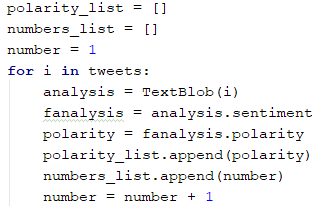 polarity_list = []
numbers_list = []
number = 1
for i in tweets:
    analysis = TextBlob(i)
    fanalysis = analysis.sentiment
    polarity = fanalysis.polarity
    polarity_list.append(polarity)
    numbers_list.append(number)
    number = number + 1